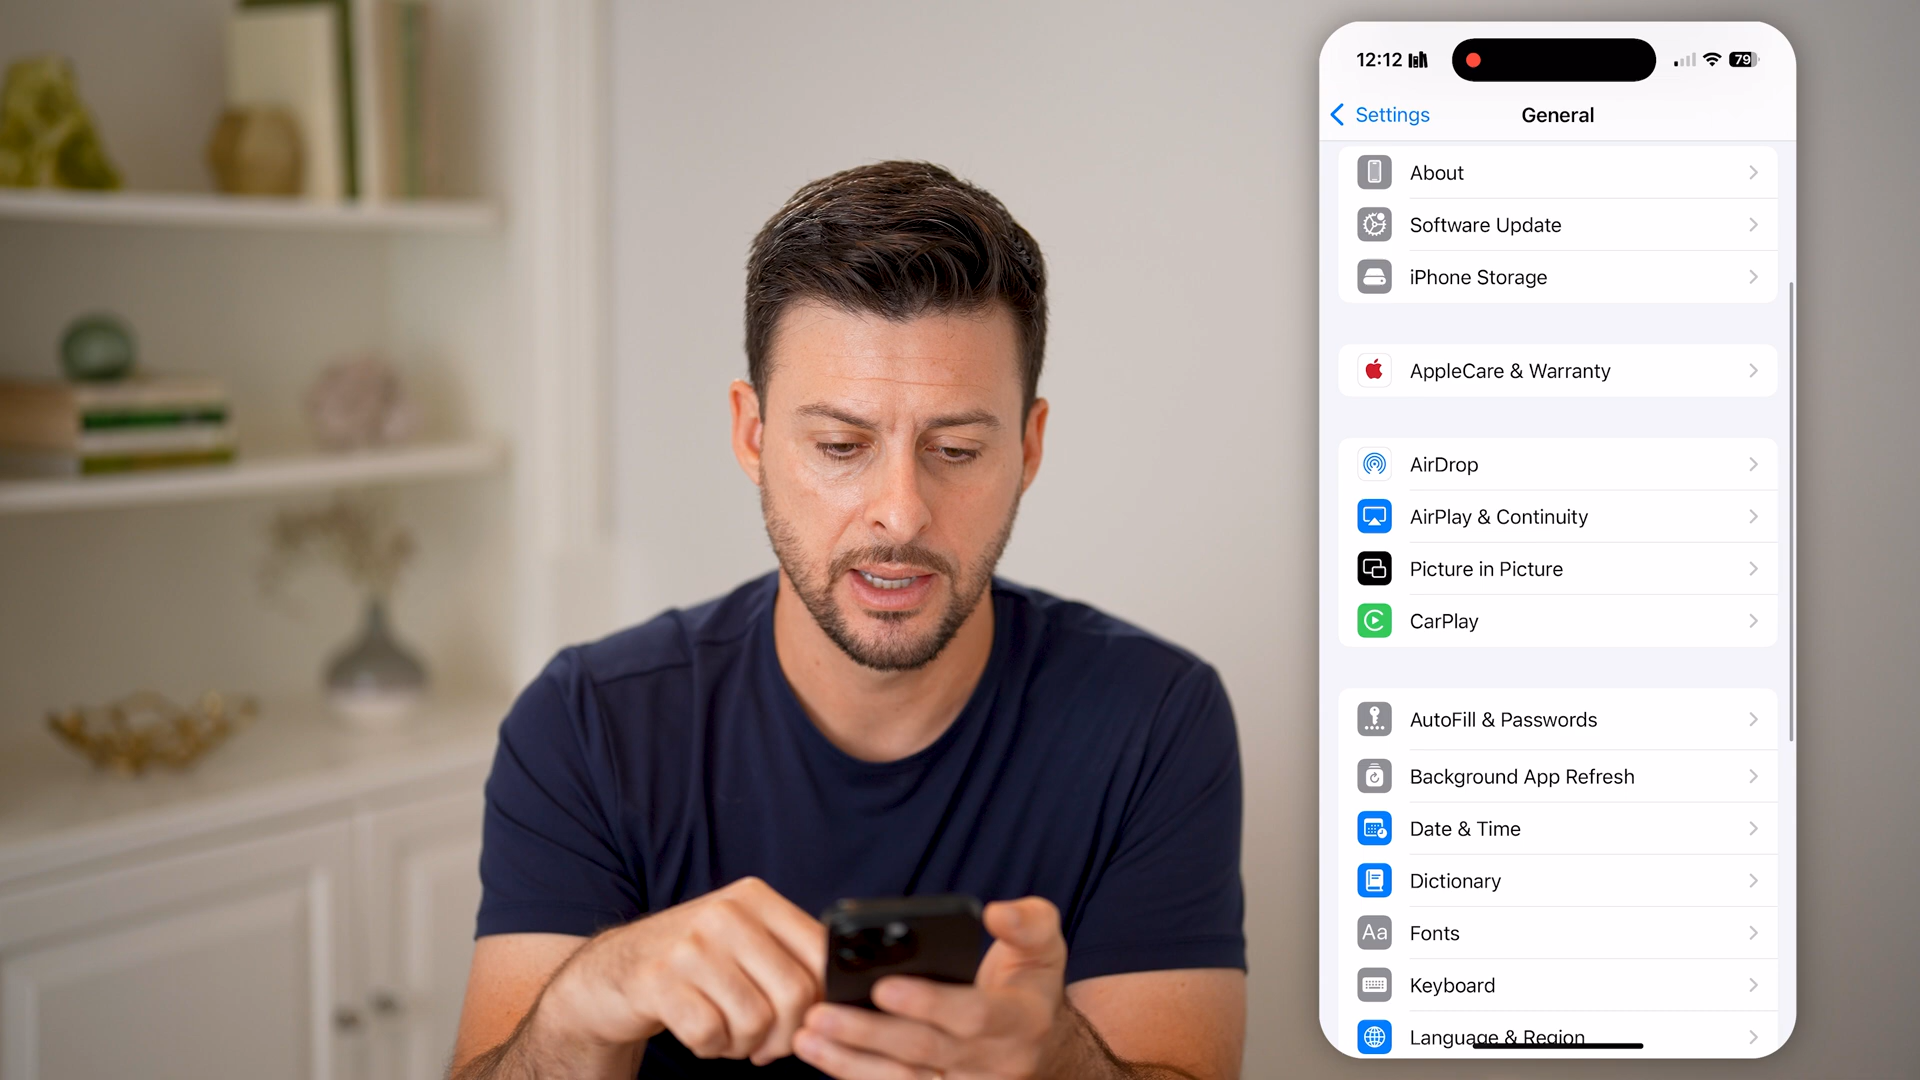 12:12
79
Settings
General
About
Software Update
iPhone Storage
AppleCare & Warranty
AirDrop
AirPlay & Continuity
Picture in Picture
CarPlay
AutoFill & Passwords
Background App Refresh
Date & Time
Dictionary
Aa
Fonts
Keyboard
Language & Region